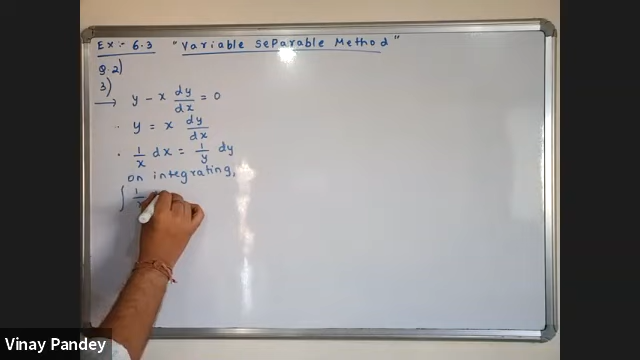 Ex:- 6.3 "Variable Separable Method"
Q.2)
3)
→ y - x dy/dx = 0
∴ y = x dy/dx
∴ 1/x dx = 1/y dy
on integrating,
∫ 1/x
Vinay Pandey